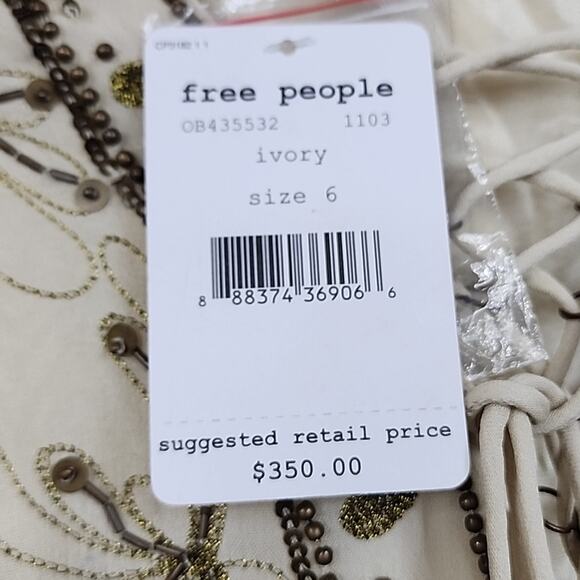 free people
OB435532 1103
ivory
size 6
8 88374 36906 6
suggested retail price
$350.00